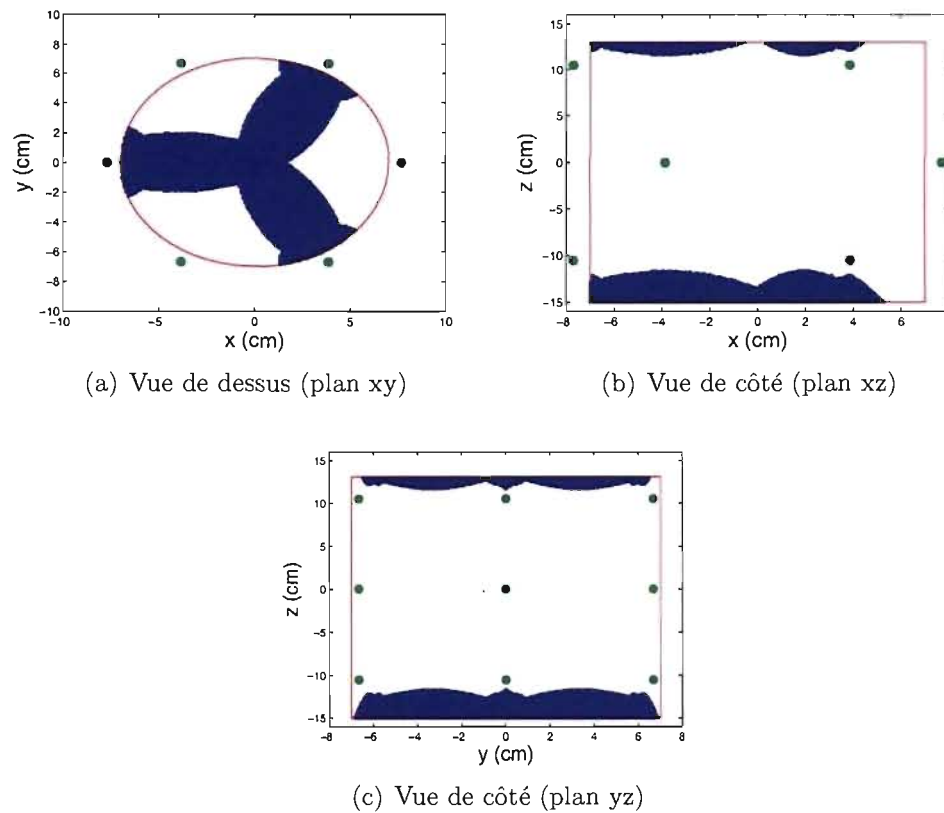 10
8
6
4
2
0
-2
-4
-6
-8
-10
y (cm)
-10 -5 0 5 10
x (cm)
(a) Vue de dessus (plan xy)
15
10
5
0
-5
-10
-15
z (cm)
-8 -6 -4 -2 0 2 4 6
x (cm)
(b) Vue de côté (plan xz)
15
10
5
0
-5
-10
-15
z (cm)
-8 -6 -4 -2 0 2 4 6 8
y (cm)
(c) Vue de côté (plan yz)